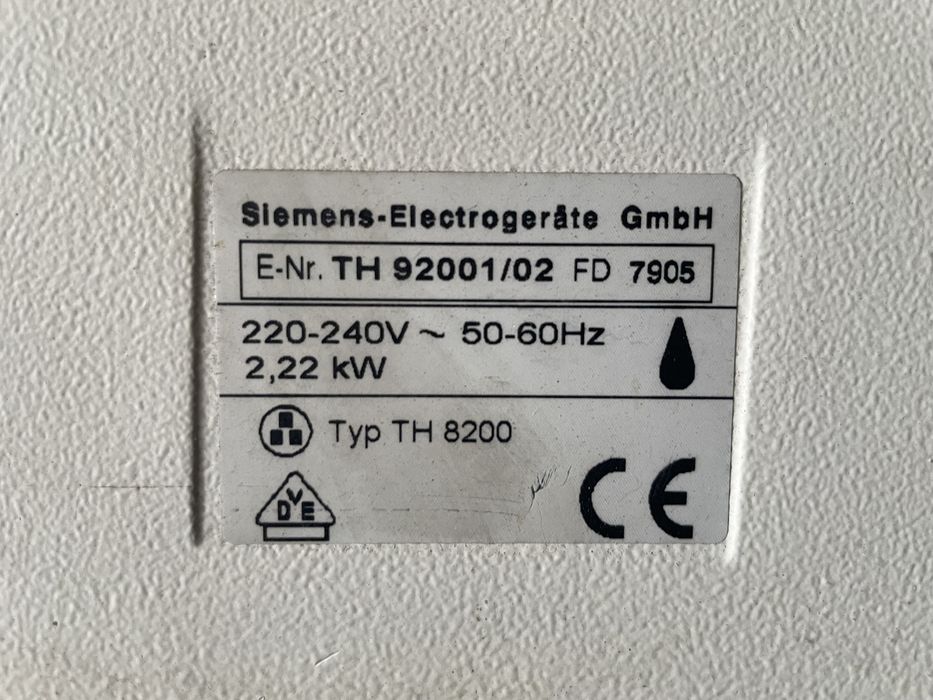 Siemens-Electrogeräte GmbH
E-Nr. TH 92001/02 FD 7905
220-240V ~ 50-60Hz
2,22 kW
Typ TH 8200
DVE
CE